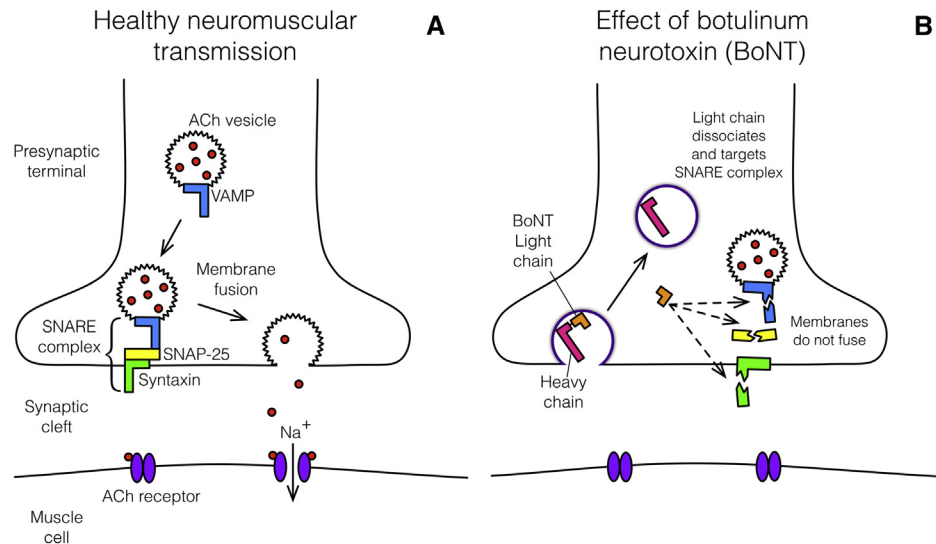 Healthy neuromuscular
transmission
A
ACh vesicle
Presynaptic
terminal
VAMP
Membrane
fusion
SNARE
complex
SNAP-25
Syntaxin
Synaptic
cleft
Na+
ACh receptor
Muscle
cell
Effect of botulinum
neurotoxin (BoNT)
B
Light chain
dissociates
and targets
SNARE complex
BoNT
Light
chain
Membranes
do not fuse
Heavy
chain